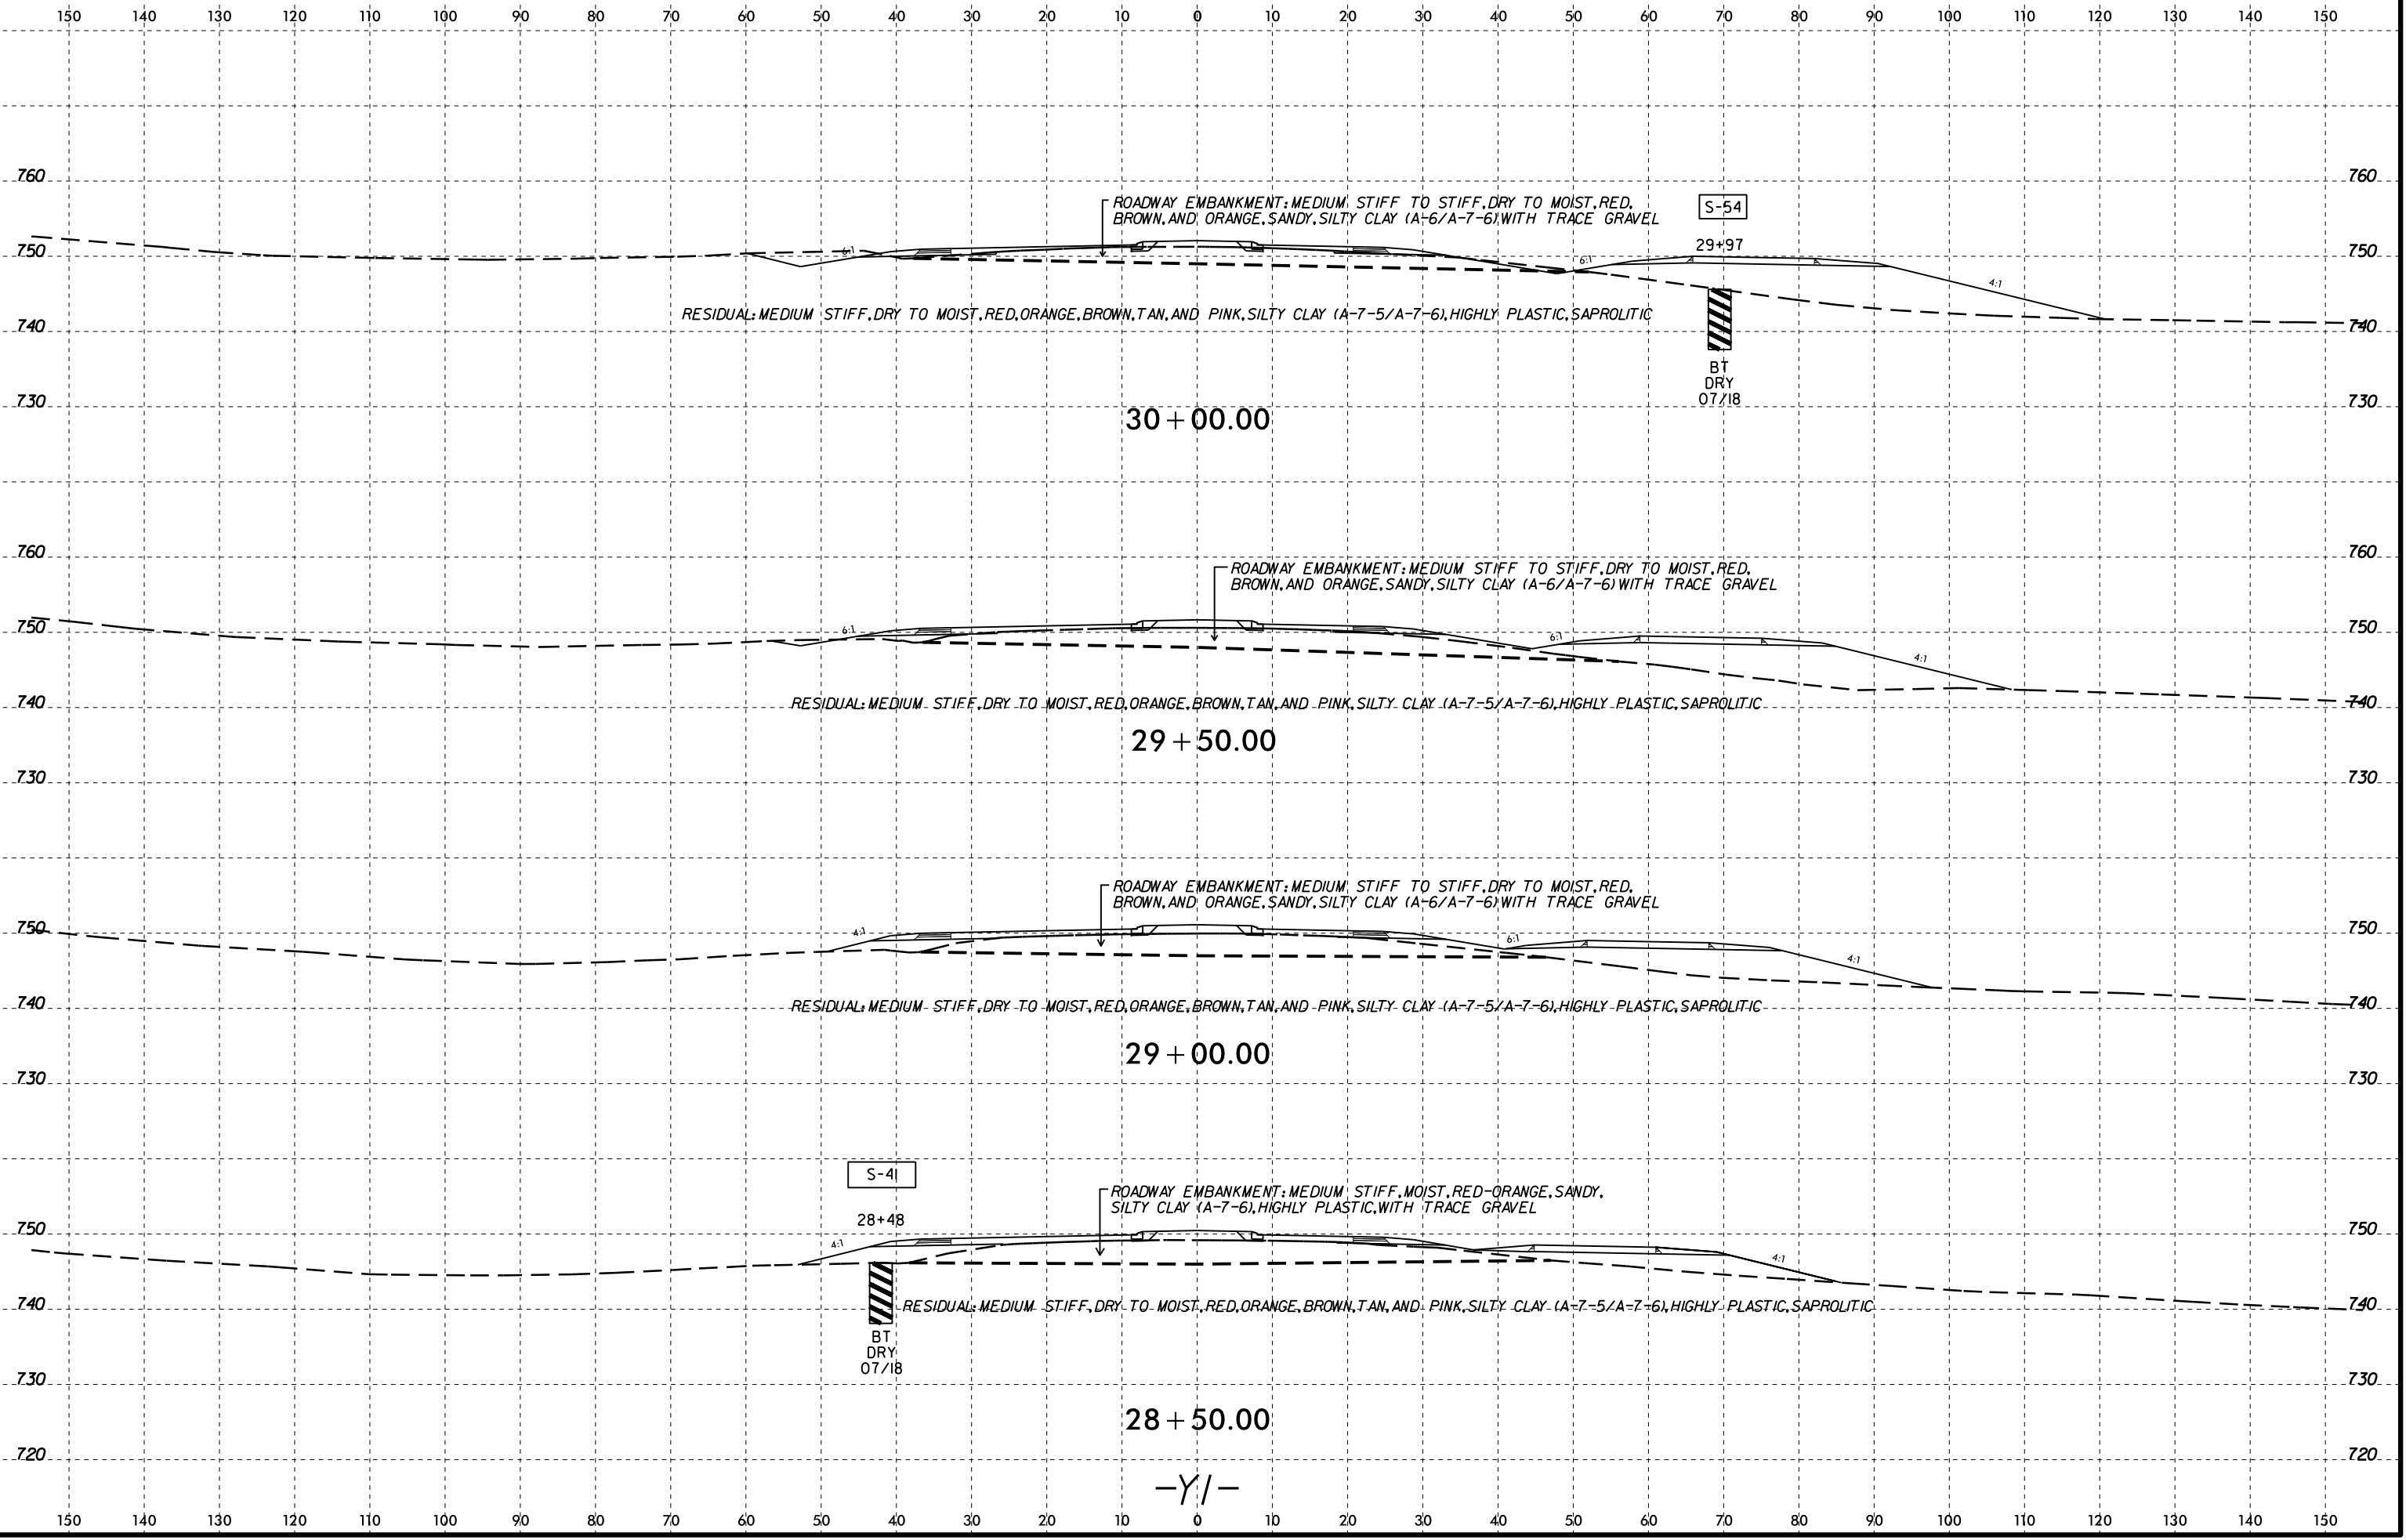 150 140 130 120 110 100 90 80 70 60 50 40 30 20 10 0 10 20 30 40 50 60 70 80 90 100 110 120 130 140 150
760 760
ROADWAY EMBANKMENT: MEDIUM STIFF TO STIFF, DRY TO MOIST, RED,
BROWN, AND ORANGE, SANDY, SILTY CLAY (A-6/A-7-6) WITH TRACE GRAVEL
S-54
29+97
750 6:1 6:1 750
4:1
RESIDUAL: MEDIUM STIFF, DRY TO MOIST, RED, ORANGE, BROWN, TAN, AND PINK, SILTY CLAY (A-7-5/A-7-6), HIGHLY PLASTIC, SAPROLITIC
740 740
BT
DRY
07/18
730 730
30+00.00
760 760
ROADWAY EMBANKMENT: MEDIUM STIFF TO STIFF, DRY TO MOIST, RED,
BROWN, AND ORANGE, SANDY, SILTY CLAY (A-6/A-7-6) WITH TRACE GRAVEL
750 6:1 6:1 750
4:1
740 RESIDUAL: MEDIUM STIFF, DRY TO MOIST, RED, ORANGE, BROWN, TAN, AND PINK, SILTY CLAY (A-7-5/A-7-6), HIGHLY PLASTIC, SAPROLITIC 740
29+50.00
730 730
ROADWAY EMBANKMENT: MEDIUM STIFF TO STIFF, DRY TO MOIST, RED,
BROWN, AND ORANGE, SANDY, SILTY CLAY (A-6/A-7-6) WITH TRACE GRAVEL
750 4:1 6:1 750
4:1
740 RESIDUAL: MEDIUM STIFF, DRY TO MOIST, RED, ORANGE, BROWN, TAN, AND PINK, SILTY CLAY (A-7-5/A-7-6), HIGHLY PLASTIC, SAPROLITIC 740
29+00.00
730 730
S-41
ROADWAY EMBANKMENT: MEDIUM STIFF, MOIST, RED-ORANGE, SANDY,
SILTY CLAY (A-7-6), HIGHLY PLASTIC, WITH TRACE GRAVEL
28+48
750 750
4:1 4:1
740 RESIDUAL: MEDIUM STIFF, DRY TO MOIST, RED, ORANGE, BROWN, TAN, AND PINK, SILTY CLAY (A-7-5/A-7-6), HIGHLY PLASTIC, SAPROLITIC 740
BT
DRY
07/18
730 730
28+50.00
720 720
-Y1-
150 140 130 120 110 100 90 80 70 60 50 40 30 20 10 0 10 20 30 40 50 60 70 80 90 100 110 120 130 140 150